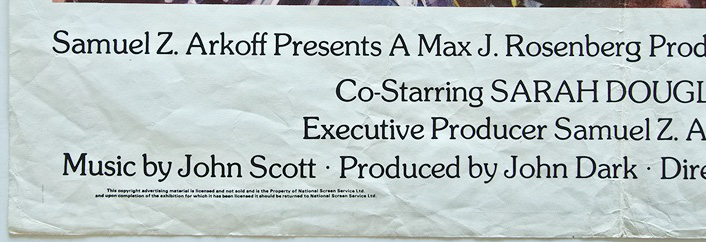 Samuel Z. Arkoff Presents A Max J. Rosenberg Prod
Co-Starring SARAH DOUGL
Executive Producer Samuel Z. A
Music by John Scott · Produced by John Dark · Dire
This copyright advertising material is licensed and not sold and is the Property of National Screen Service Ltd.
and upon completion of the exhibition for which it has been licensed it should be returned to National Screen Service Ltd.